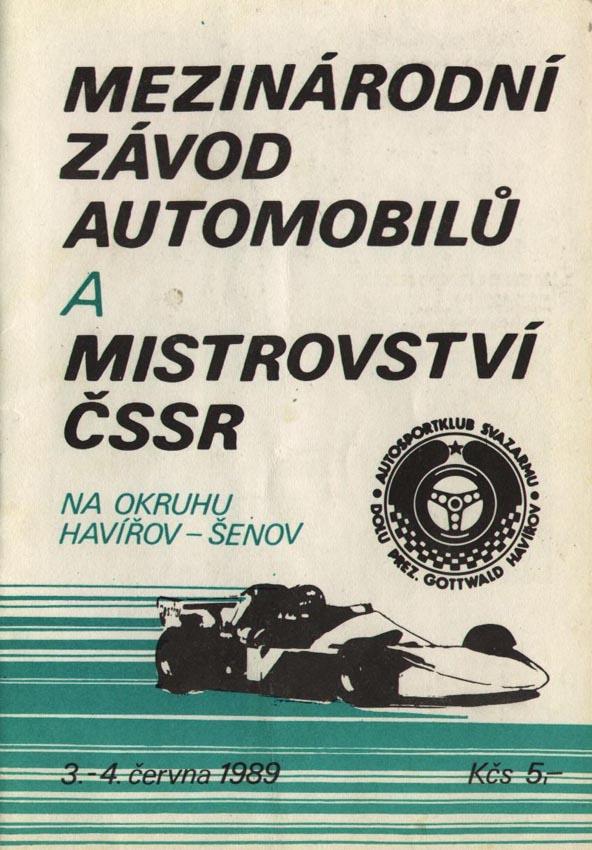 MEZINÁRODNÍ
ZÁVOD
AUTOMOBILŮ
A
MISTROVSTVÍ
ČSSR
NA OKRUHU
HAVÍŘOV – ŠENOV
• AUTOSPORTKLUB SVAZARMU •
DOLU PREZ. GOTTWALD HAVÍŘOV
3.-4. června 1989
Kčs 5,–